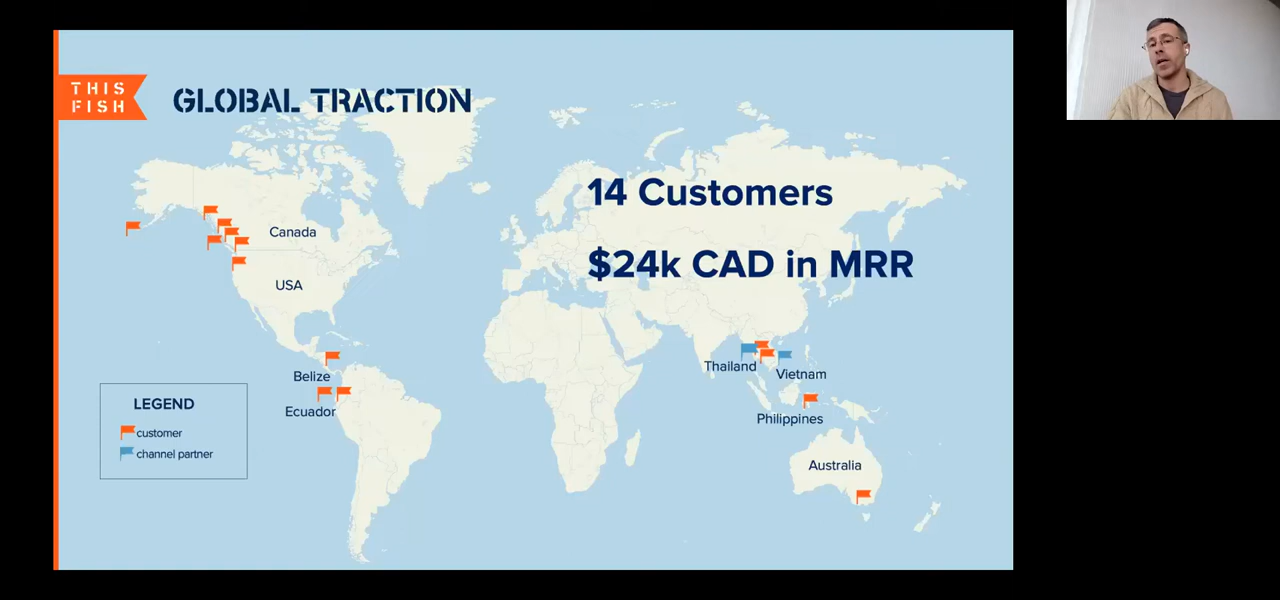 THIS
FISH
GLOBAL TRACTION
14 Customers
Canada
$24k CAD in MRR
USA
Thailand
Vietnam
Belize
Ecuador
Philippines
LEGEND
customer
channel partner
Australia